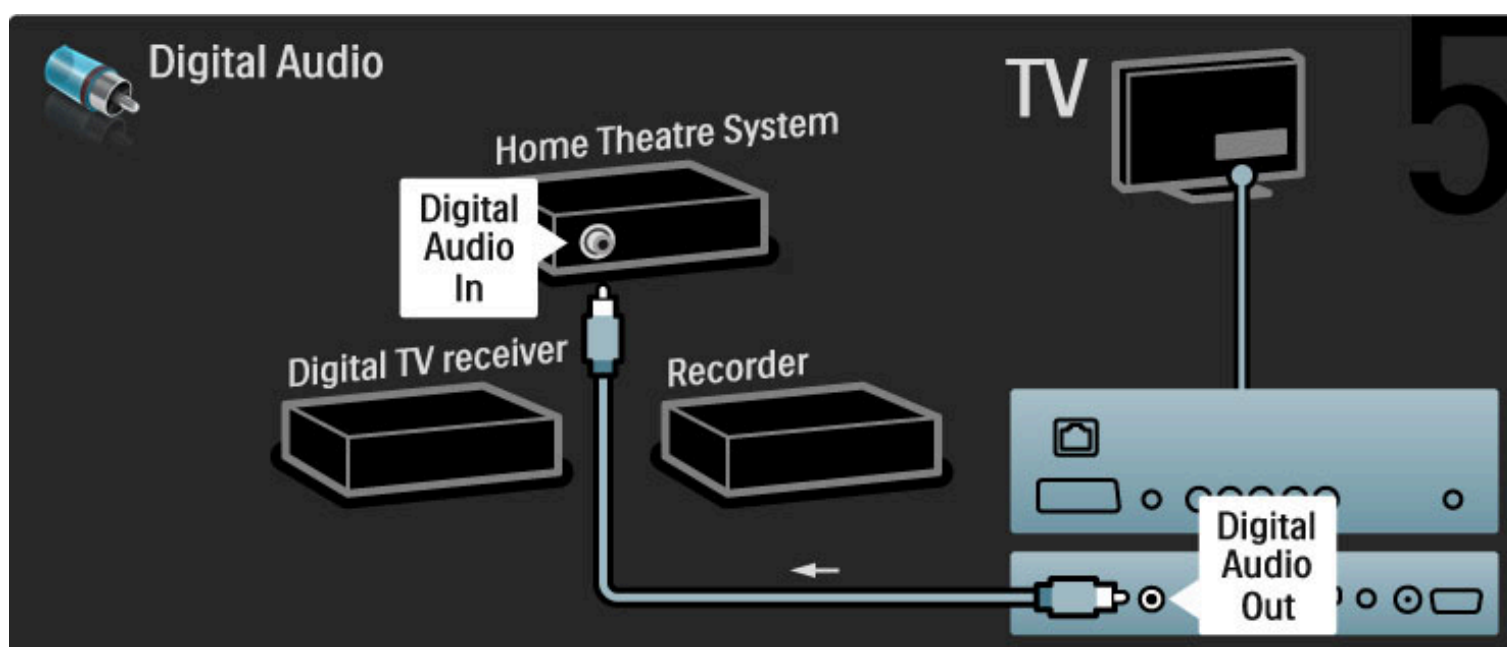 Digital Audio
TV
5
Home Theatre System
Digital
Audio
In
Digital TV receiver
Recorder
Digital
Audio
Out